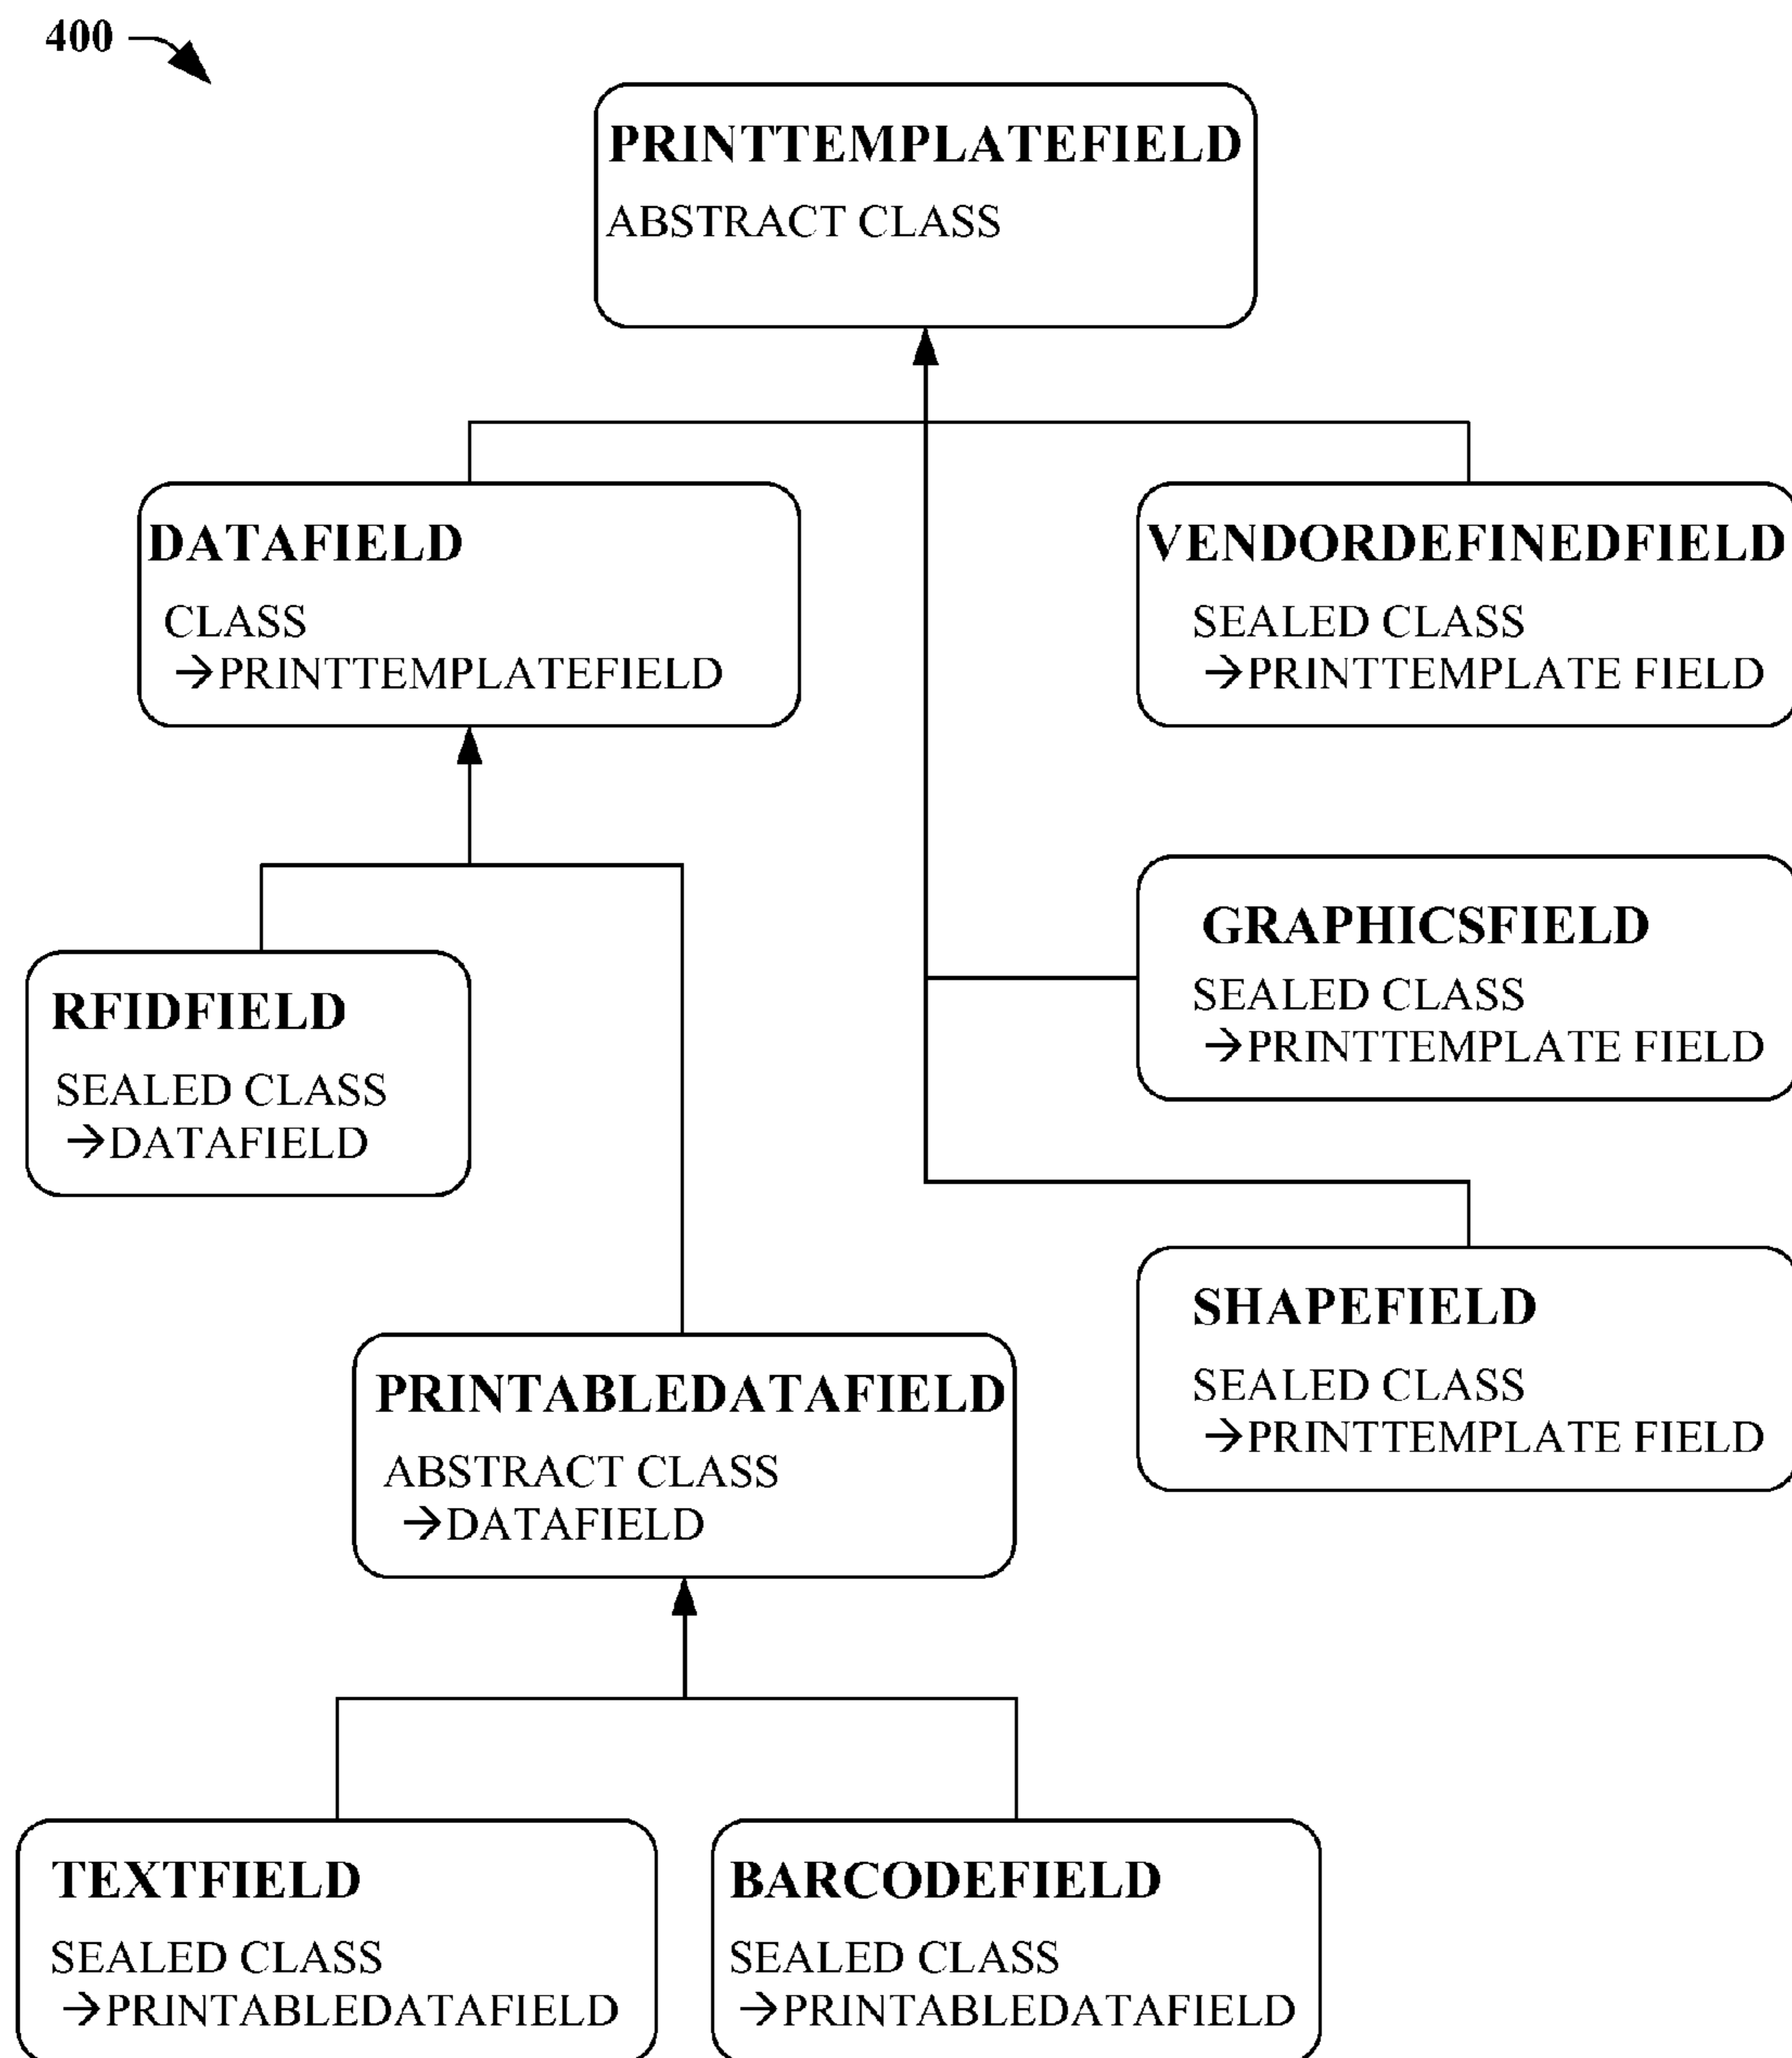 400
PRINTTEMPLATEFIELD
ABSTRACT CLASS
DATAFIELD
CLASS
→PRINTTEMPLATEFIELD
VENDORDEFINEDFIELD
SEALED CLASS
→PRINTTEMPLATE FIELD
GRAPHICSFIELD
SEALED CLASS
→PRINTTEMPLATE FIELD
RFIDFIELD
SEALED CLASS
→DATAFIELD
SHAPEFIELD
SEALED CLASS
→PRINTTEMPLATE FIELD
PRINTABLEDATAFIELD
ABSTRACT CLASS
→DATAFIELD
TEXTFIELD
SEALED CLASS
→PRINTABLEDATAFIELD
BARCODEFIELD
SEALED CLASS
→PRINTABLEDATAFIELD